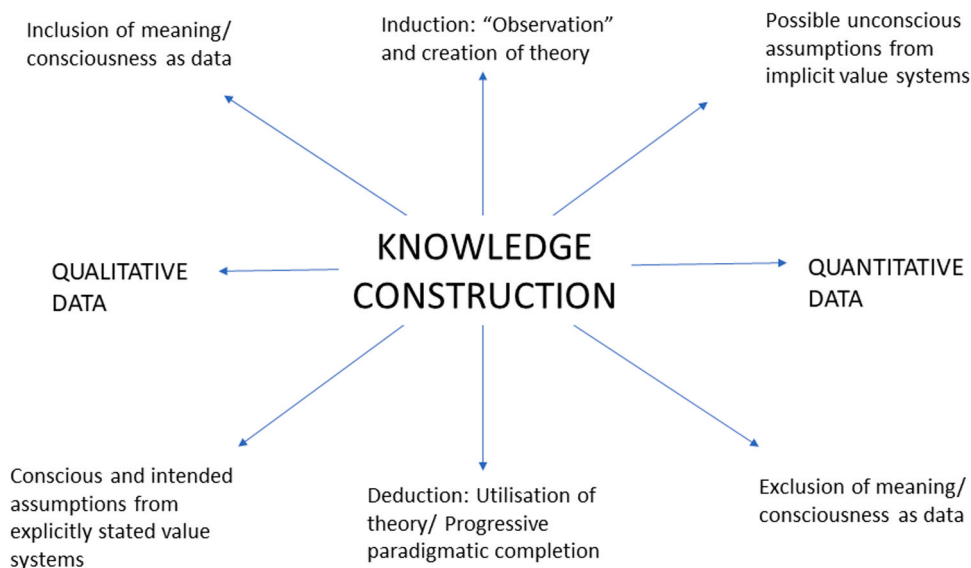 Inclusion of meaning/
consciousness as data
Induction: “Observation”
and creation of theory
Possible unconscious
assumptions from
implicit value systems
QUALITATIVE
DATA
KNOWLEDGE
CONSTRUCTION
QUANTITATIVE
DATA
Conscious and intended
assumptions from
explicitly stated value
systems
Deduction: Utilisation of
theory/ Progressive
paradigmatic completion
Exclusion of meaning/
consciousness as data